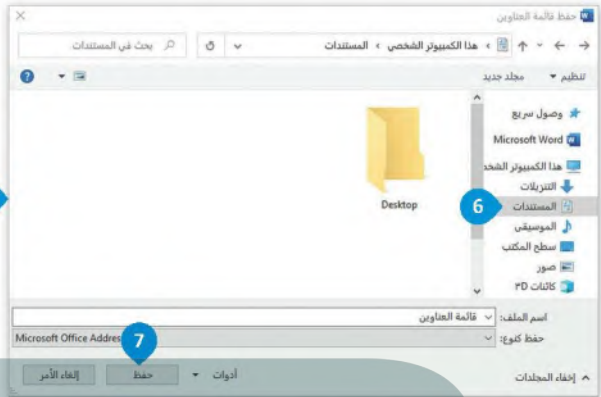 حفظ قائمة العناوين
هذا الكمبيوتر الشخصي › المستندات
بحث في المستندات
تنظيم
مجلد جديد
وصول سريع
Microsoft Word
هذا الكمبيوتر الشخص
التنزيلات
المستندات
6
الموسيقى
سطح المكتب
صور
كائنات ٣D
Desktop
اسم الملف: قائمة العناوين
حفظ كنوع: Microsoft Office Addres
7
إخفاء المجلدات
أدوات
حفظ
إلغاء الأمر